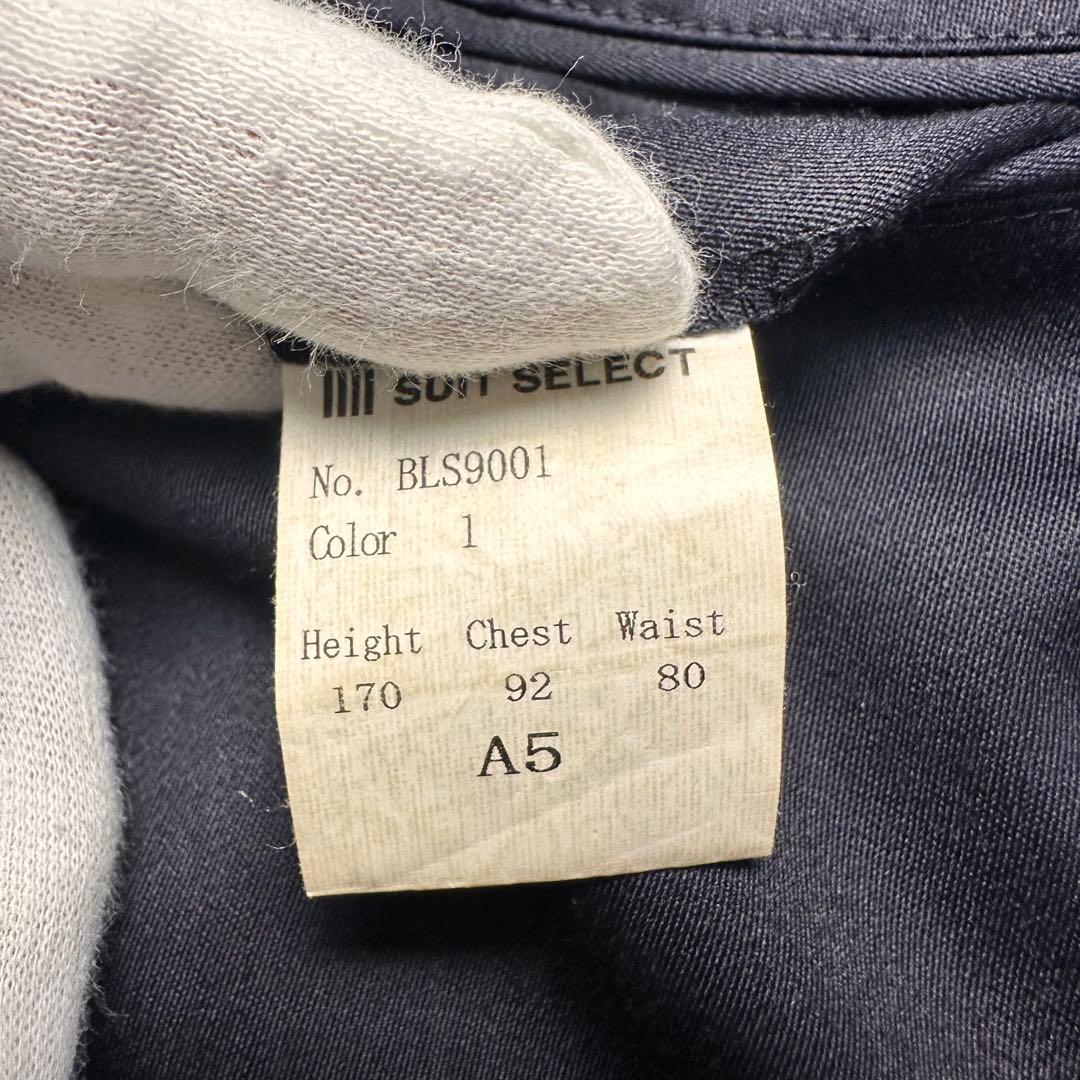 SUIT SELECT
No. BLS9001
Color 1
Height Chest Waist
170 92 80
A5